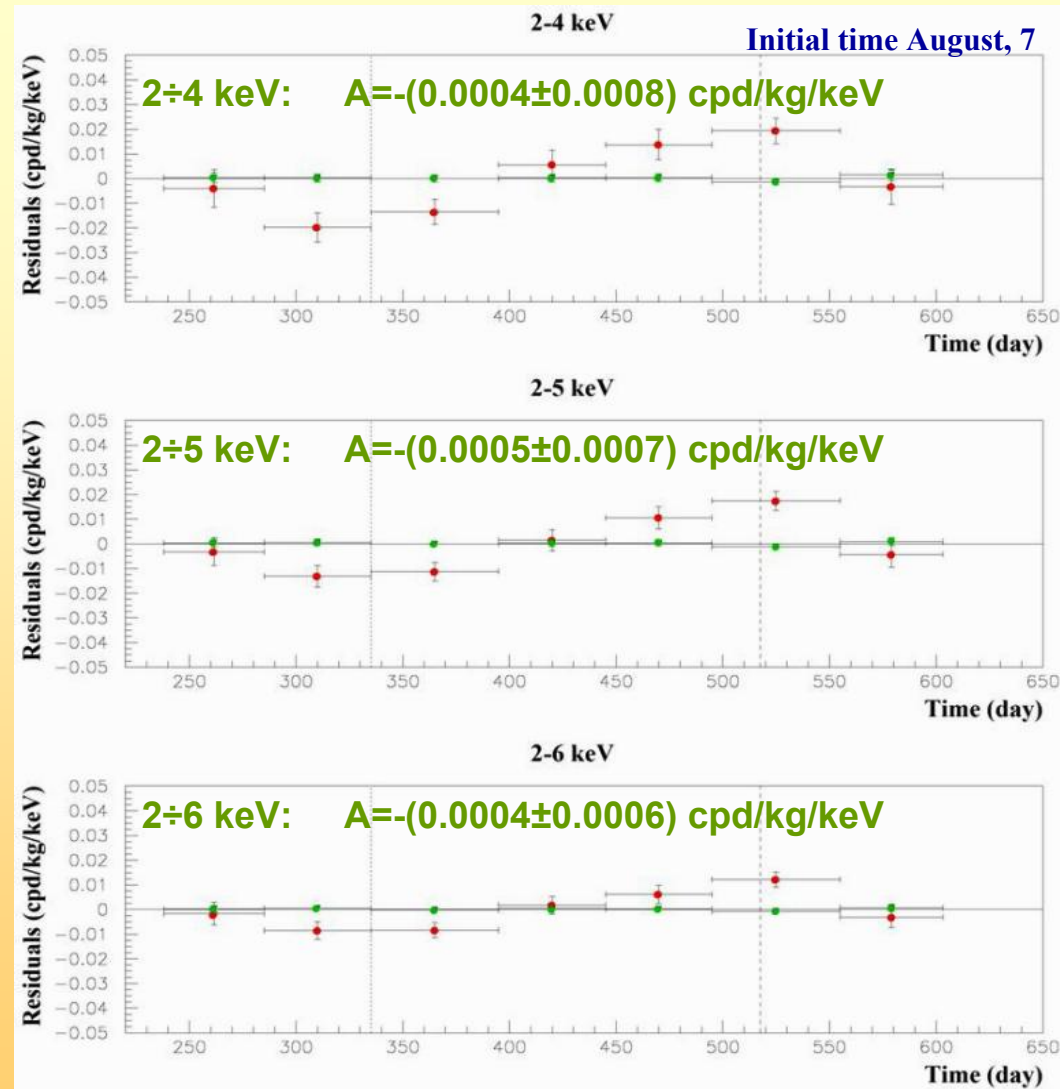 2-4 keV
Initial time August, 7
2÷4 keV: A=-(0.0004±0.0008) cpd/kg/keV
Residuals (cpd/kg/keV)
0.05
0.04
0.03
0.02
0.01
0
−0.01
−0.02
−0.03
−0.04
−0.05
250 300 350 400 450 500 550 600 650
Time (day)
2-5 keV
2÷5 keV: A=-(0.0005±0.0007) cpd/kg/keV
Residuals (cpd/kg/keV)
0.05
0.04
0.03
0.02
0.01
0
−0.01
−0.02
−0.03
−0.04
−0.05
250 300 350 400 450 500 550 600 650
Time (day)
2-6 keV
2÷6 keV: A=-(0.0004±0.0006) cpd/kg/keV
Residuals (cpd/kg/keV)
0.05
0.04
0.03
0.02
0.01
0
−0.01
−0.02
−0.03
−0.04
−0.05
250 300 350 400 450 500 550 600 650
Time (day)